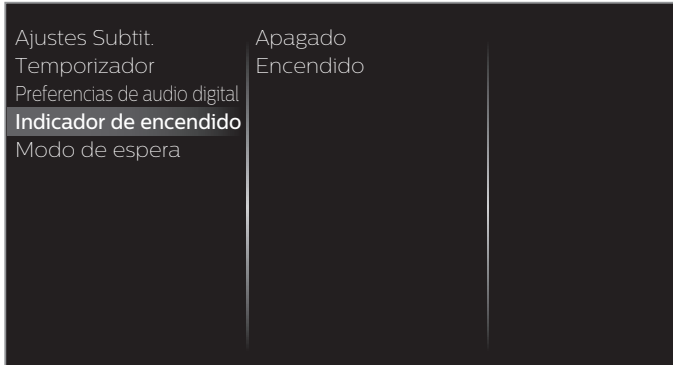 Ajustes Subtit.
Temporizador
Preferencias de audio digital
Indicador de encendido
Modo de espera
Apagado
Encendido